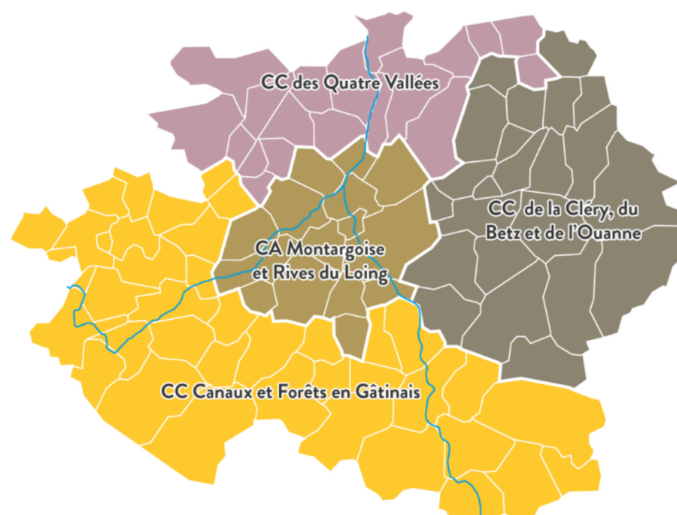 CC des Quatre Vallées
CC de la Cléry, du
Betz et de l'Ouanne
CA Montargoise
et Rives du Loing
CC Canaux et Forêts en Gâtinais